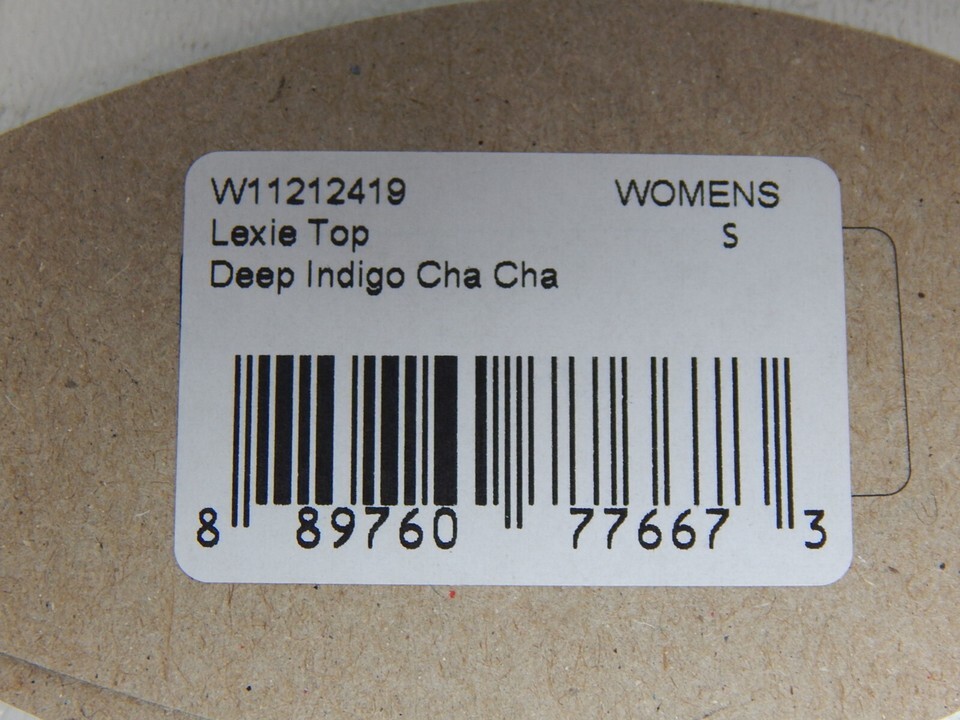 W11212419 WOMENS
Lexie Top S
Deep Indigo Cha Cha
8 89760 77667 3